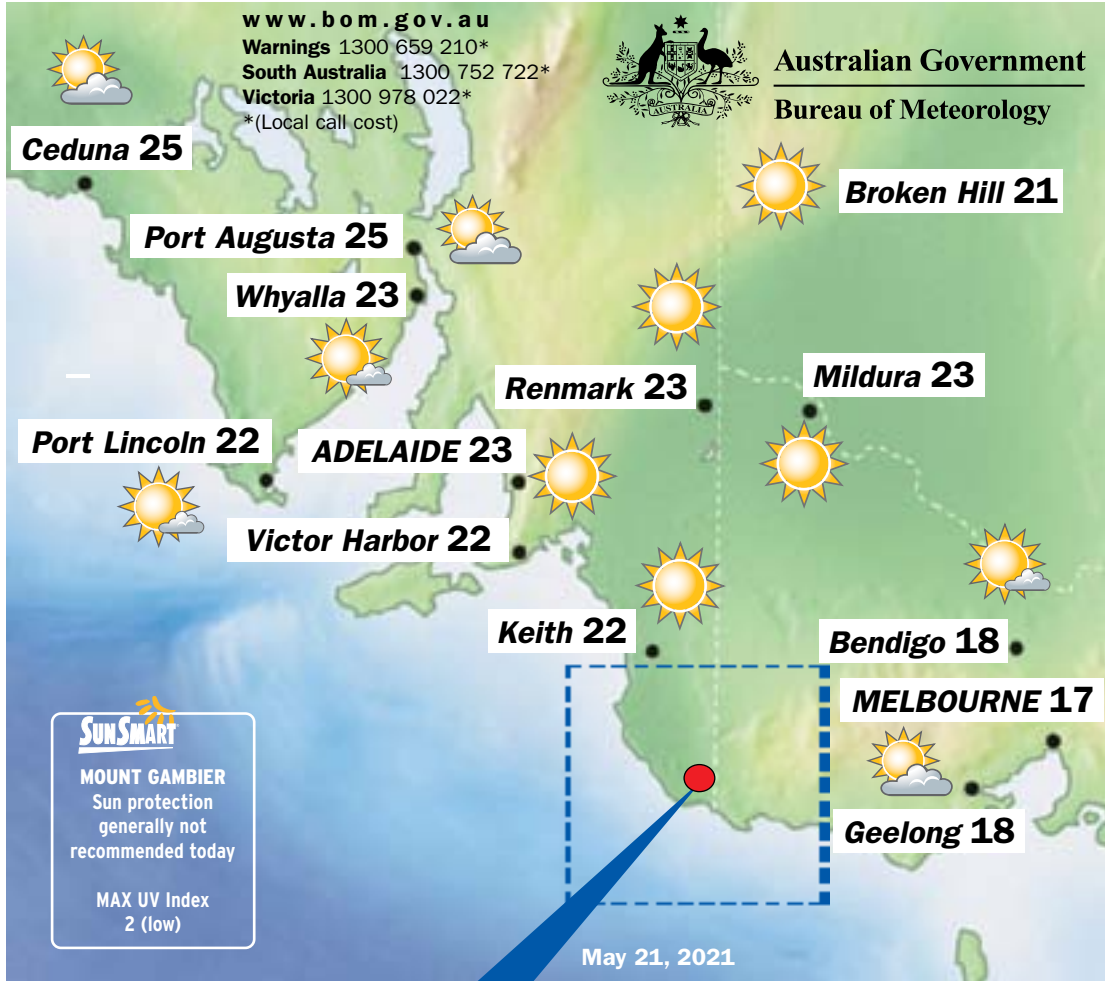 www.bom.gov.au
Warnings 1300 659 210*
South Australia 1300 752 722*
Victoria 1300 978 022*
*(Local call cost)
AUSTRALIA
Australian Government
Bureau of Meteorology
Ceduna 25
Broken Hill 21
Port Augusta 25
Whyalla 23
Renmark 23
Mildura 23
Port Lincoln 22
ADELAIDE 23
Victor Harbor 22
Keith 22
Bendigo 18
MELBOURNE 17
Geelong 18
SUNSMART
MOUNT GAMBIER
Sun protection
generally not
recommended today
MAX UV Index
2 (low)
May 21, 2021